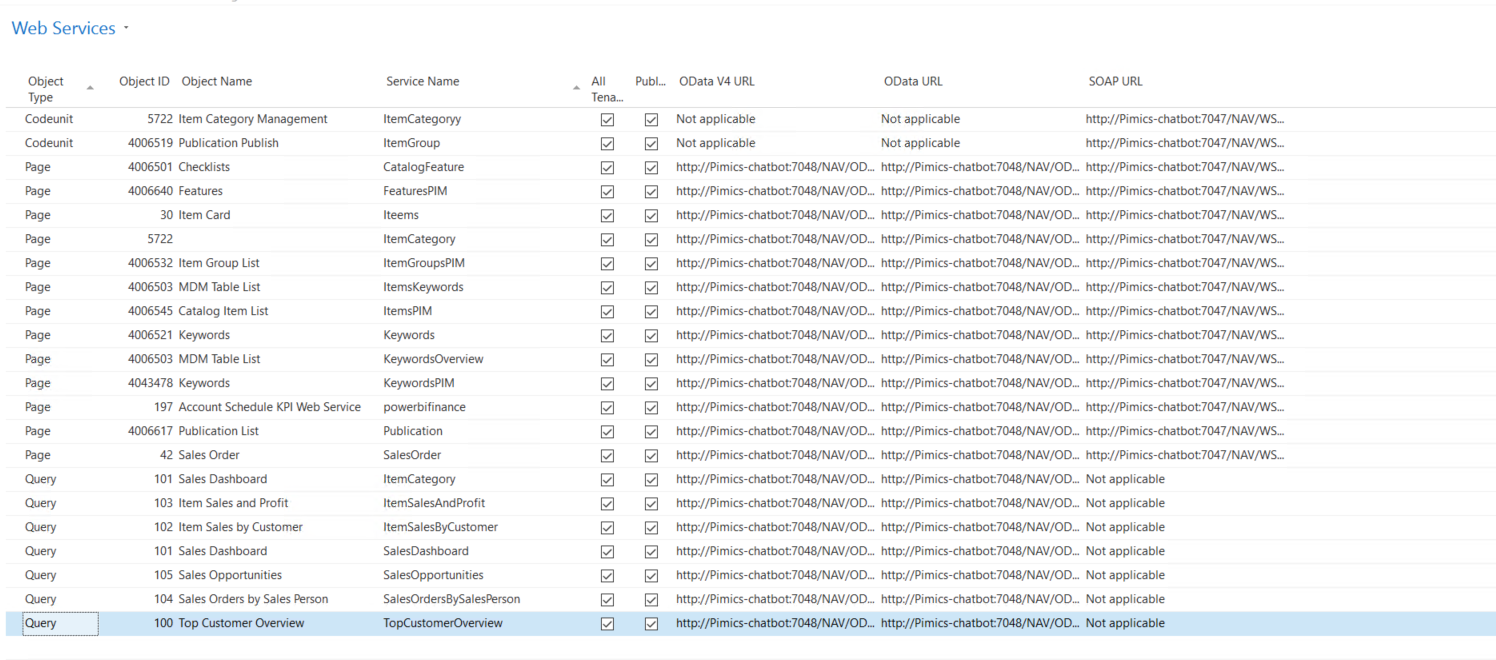 Web Services
Object Type Object ID Object Name Service Name All Tena... Publ... OData V4 URL OData URL SOAP URL
Codeunit 5722 Item Category Management ItemCategoryy Not applicable Not applicable http://Pimics-chatbot:7047/NAV/WS...
Codeunit 4006519 Publication Publish ItemGroup Not applicable Not applicable http://Pimics-chatbot:7047/NAV/WS...
Page 4006501 Checklists CatalogFeature http://Pimics-chatbot:7048/NAV/OD... http://Pimics-chatbot:7048/NAV/OD... http://Pimics-chatbot:7047/NAV/WS...
Page 4006640 Features FeaturesPIM http://Pimics-chatbot:7048/NAV/OD... http://Pimics-chatbot:7048/NAV/OD... http://Pimics-chatbot:7047/NAV/WS...
Page 30 Item Card Iteems http://Pimics-chatbot:7048/NAV/OD... http://Pimics-chatbot:7048/NAV/OD... http://Pimics-chatbot:7047/NAV/WS...
Page 5722 ItemCategory http://Pimics-chatbot:7048/NAV/OD... http://Pimics-chatbot:7048/NAV/OD... http://Pimics-chatbot:7047/NAV/WS...
Page 4006532 Item Group List ItemGroupsPIM http://Pimics-chatbot:7048/NAV/OD... http://Pimics-chatbot:7048/NAV/OD... http://Pimics-chatbot:7047/NAV/WS...
Page 4006503 MDM Table List ItemsKeywords http://Pimics-chatbot:7048/NAV/OD... http://Pimics-chatbot:7048/NAV/OD... http://Pimics-chatbot:7047/NAV/WS...
Page 4006545 Catalog Item List ItemsPIM http://Pimics-chatbot:7048/NAV/OD... http://Pimics-chatbot:7048/NAV/OD... http://Pimics-chatbot:7047/NAV/WS...
Page 4006521 Keywords Keywords http://Pimics-chatbot:7048/NAV/OD... http://Pimics-chatbot:7048/NAV/OD... http://Pimics-chatbot:7047/NAV/WS...
Page 4006503 MDM Table List KeywordsOverview http://Pimics-chatbot:7048/NAV/OD... http://Pimics-chatbot:7048/NAV/OD... http://Pimics-chatbot:7047/NAV/WS...
Page 4043478 Keywords KeywordsPIM http://Pimics-chatbot:7048/NAV/OD... http://Pimics-chatbot:7048/NAV/OD... http://Pimics-chatbot:7047/NAV/WS...
Page 197 Account Schedule KPI Web Service powerbifinance http://Pimics-chatbot:7048/NAV/OD... http://Pimics-chatbot:7048/NAV/OD... http://Pimics-chatbot:7047/NAV/WS...
Page 4006617 Publication List Publication http://Pimics-chatbot:7048/NAV/OD... http://Pimics-chatbot:7048/NAV/OD... http://Pimics-chatbot:7047/NAV/WS...
Page 42 Sales Order SalesOrder http://Pimics-chatbot:7048/NAV/OD... http://Pimics-chatbot:7048/NAV/OD... http://Pimics-chatbot:7047/NAV/WS...
Query 101 Sales Dashboard ItemCategory http://Pimics-chatbot:7048/NAV/OD... http://Pimics-chatbot:7048/NAV/OD... Not applicable
Query 103 Item Sales and Profit ItemSalesAndProfit http://Pimics-chatbot:7048/NAV/OD... http://Pimics-chatbot:7048/NAV/OD... Not applicable
Query 102 Item Sales by Customer ItemSalesByCustomer http://Pimics-chatbot:7048/NAV/OD... http://Pimics-chatbot:7048/NAV/OD... Not applicable
Query 101 Sales Dashboard SalesDashboard http://Pimics-chatbot:7048/NAV/OD... http://Pimics-chatbot:7048/NAV/OD... Not applicable
Query 105 Sales Opportunities SalesOpportunities http://Pimics-chatbot:7048/NAV/OD... http://Pimics-chatbot:7048/NAV/OD... Not applicable
Query 104 Sales Orders by Sales Person SalesOrdersBySalesPerson http://Pimics-chatbot:7048/NAV/OD... http://Pimics-chatbot:7048/NAV/OD... Not applicable
Query 100 Top Customer Overview TopCustomerOverview http://Pimics-chatbot:7048/NAV/OD... http://Pimics-chatbot:7048/NAV/OD... Not applicable